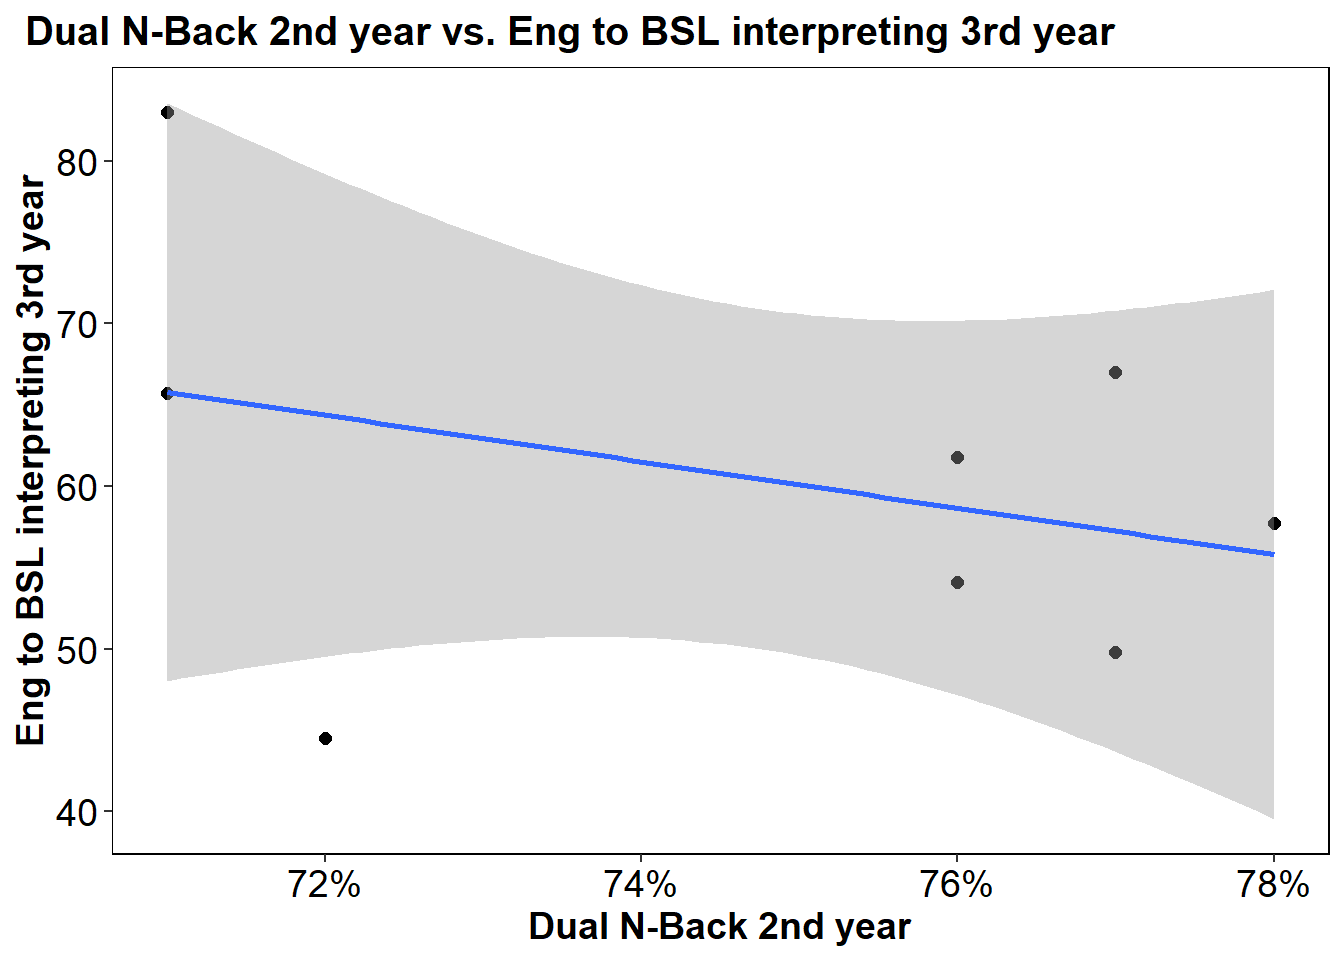 Dual N-Back 2nd year vs. Eng to BSL interpreting 3rd year
Eng to BSL interpreting 3rd year
80
70
60
50
40
72% 74% 76% 78%
Dual N-Back 2nd year